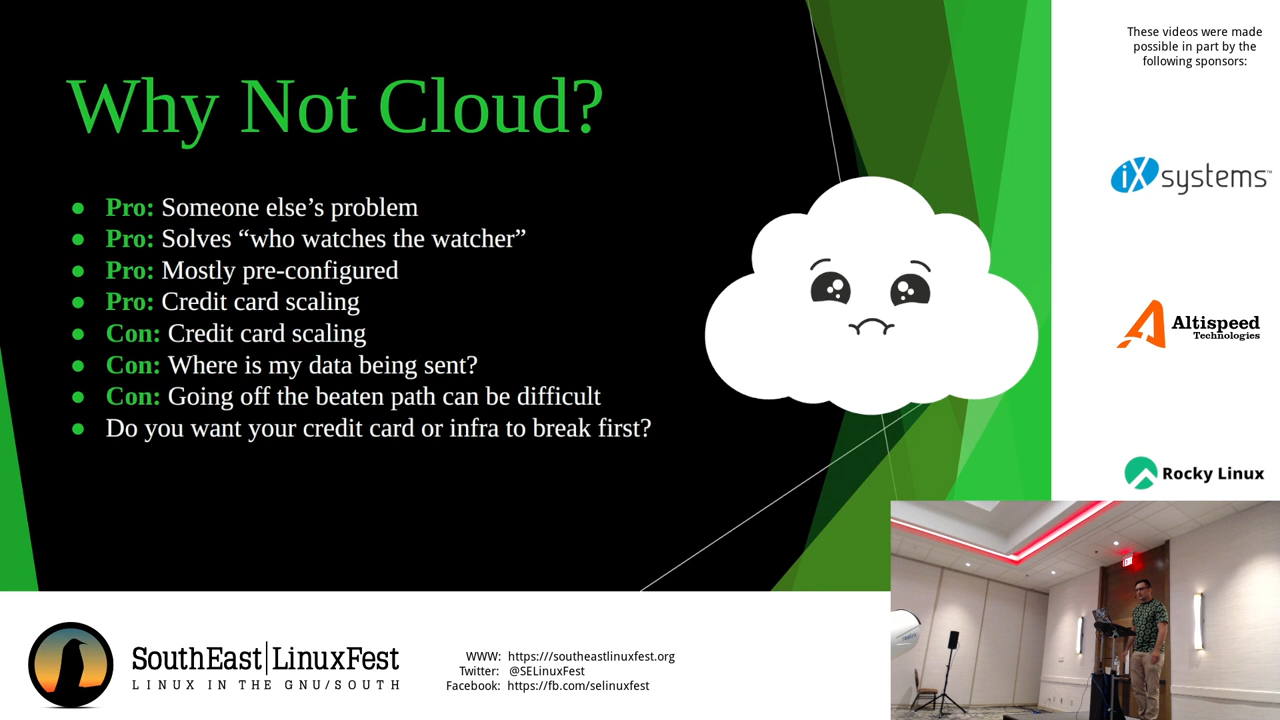 Why Not Cloud?
● Pro: Someone else’s problem
● Pro: Solves “who watches the watcher”
● Pro: Mostly pre-configured
● Pro: Credit card scaling
● Con: Credit card scaling
● Con: Where is my data being sent?
● Con: Going off the beaten path can be difficult
● Do you want your credit card or infra to break first?
These videos were made
possible in part by the
following sponsors:
iXsystems™
Altispeed
Technologies
Rocky Linux
EXIT
SouthEast|LinuxFest
LINUX IN THE GNU/SOUTH
WWW: https://southeastlinuxfest.org
Twitter: @SELinuxFest
Facebook: https://fb.com/selinuxfest